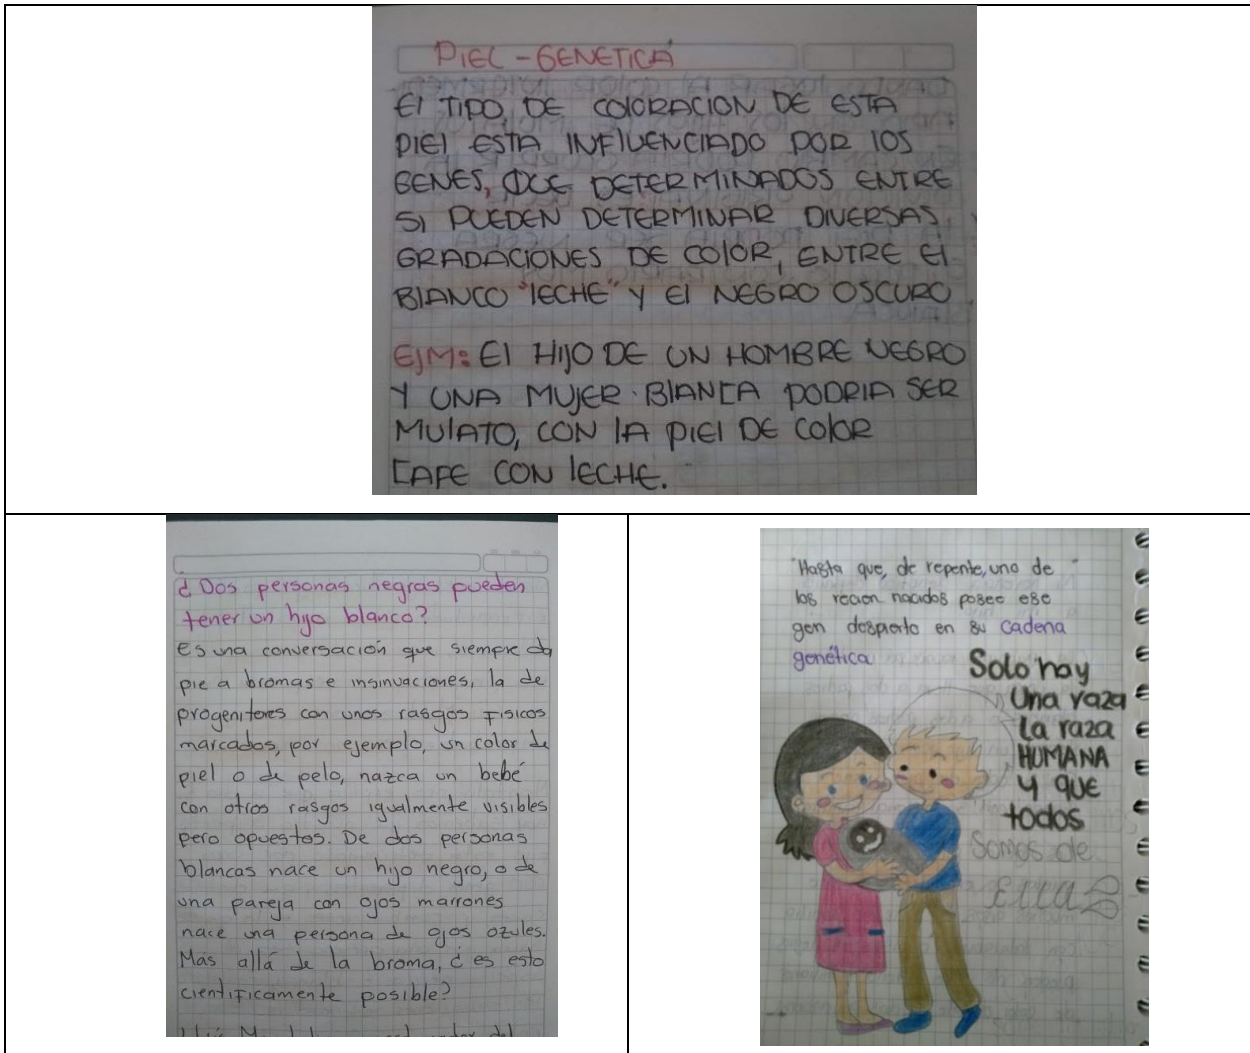 PIEL - GENETICA
El TIPO DE COlORACION DE ESTA
PIEl ESTA INFlUENCIADO POR lOS
GENES, QUE DETERMINADOS ENTRE
SI PUEDEN DETERMINAR DIVERSAS
GRADACIONES DE COlOR, ENTRE El
BlANCO "lECHE" Y El NEGRO OSCURO
EJM: El HIJO DE UN HOMBRE NEGRO
Y UNA MUJER BlANCA PODRIA SER
MUlATO, CON lA PIEl DE COlOR
CAFE CON lECHE.
¿Dos personas negras pueden
tener un hijo blanco?
es una conversación que siempre da
pie a bromas e insinuaciones, la de
progenitores con unos rasgos Fisicos
marcados, por ejemplo, un color de
piel o de pelo, nazca un bebé
con otros rasgos igualmente visibles
pero opuestos. De dos personas
blancas nace un hijo negro, o de
una pareja con ojos marrones
nace una persona de ojos azules.
Más allá de la broma, ¿es esto
cientiFicamente posible?
"Hasta que, de repente, uno de
los recien nacidos posee ese
gen despierto en su cadena
genética
Solo hay
Una raza
La raza
HUMANA
y que
todos
Somos de
Ella